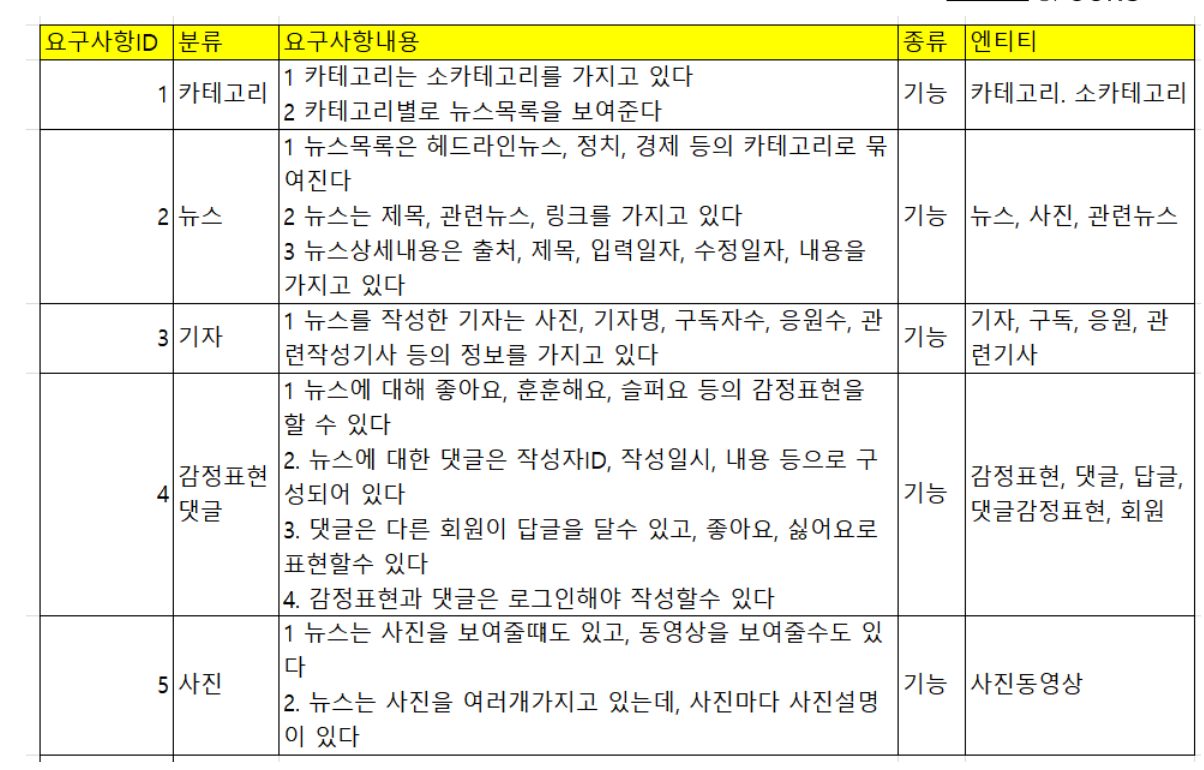 요구사항ID 분류 요구사항내용 종류 엔티티
1 카테고리 1 카테고리는 소카테고리를 가지고 있다
2 카테고리별로 뉴스목록을 보여준다
기능 카테고리. 소카테고리
2 뉴스 1 뉴스목록은 헤드라인뉴스, 정치, 경제 등의 카테고리로 묶
여진다
2 뉴스는 제목, 관련뉴스, 링크를 가지고 있다
3 뉴스상세내용은 출처, 제목, 입력일자, 수정일자, 내용을
가지고 있다
기능 뉴스, 사진, 관련뉴스
3 기자 1 뉴스를 작성한 기자는 사진, 기자명, 구독자수, 응원수, 관
련작성기사 등의 정보를 가지고 있다
기능 기자, 구독, 응원, 관
련기사
4 감정표현
댓글
1 뉴스에 대해 좋아요, 훈훈해요, 슬퍼요 등의 감정표현을
할 수 있다
2. 뉴스에 대한 댓글은 작성자ID, 작성일시, 내용 등으로 구
성되어 있다
3. 댓글은 다른 회원이 답글을 달수 있고, 좋아요, 싫어요로
표현할수 있다
4. 감정표현과 댓글은 로그인해야 작성할수 있다
기능 감정표현, 댓글, 답글,
댓글감정표현, 회원
5 사진 1 뉴스는 사진을 보여줄떄도 있고, 동영상을 보여줄수도 있
다
2. 뉴스는 사진을 여러개가지고 있는데, 사진마다 사진설명
이 있다
기능 사진동영상